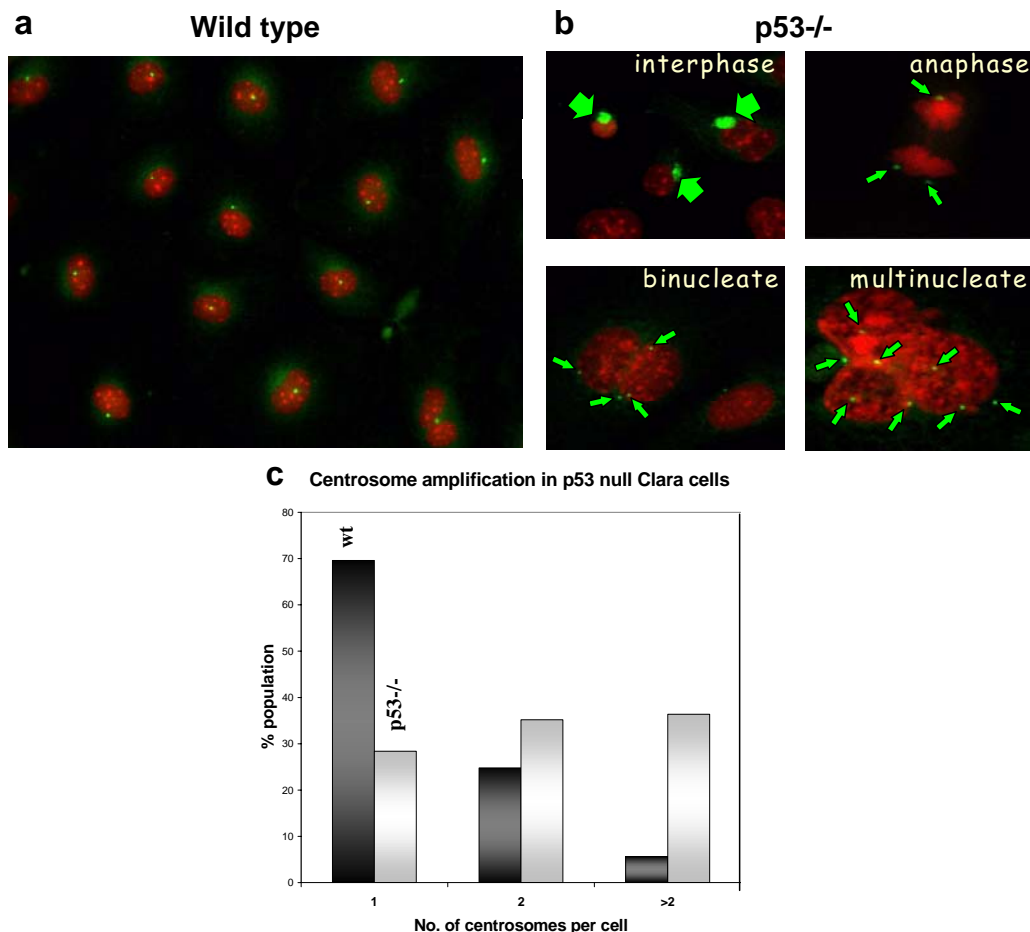 a
Wild type
b
p53-/-
interphase
anaphase
binucleate
multinucleate
c
Centrosome amplification in p53 null Clara cells
80
70
60
50
40
30
20
10
0
% population
wt
p53-/-
1
2
>2
No. of centrosomes per cell